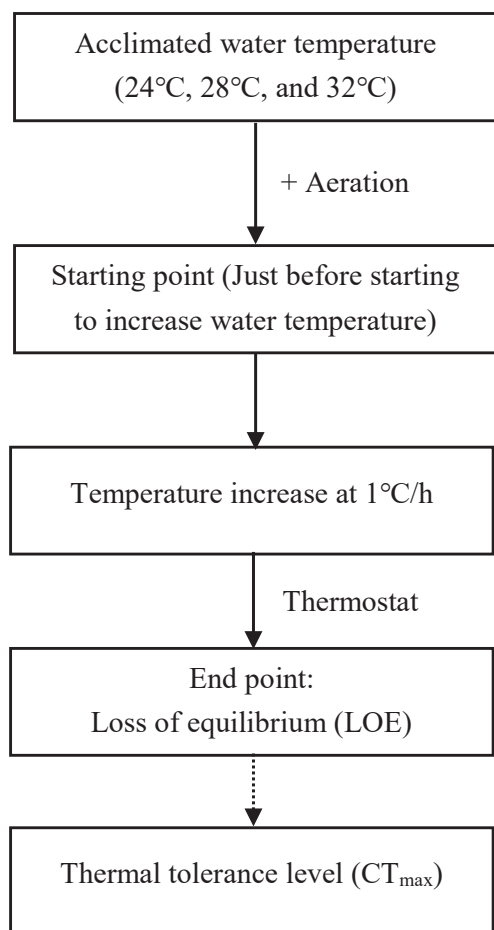 Acclimated water temperature
(24℃, 28℃, and 32℃)
+ Aeration
Starting point (Just before starting
to increase water temperature)
Temperature increase at 1℃/h
Thermostat
End point:
Loss of equilibrium (LOE)
Thermal tolerance level (CTmax)